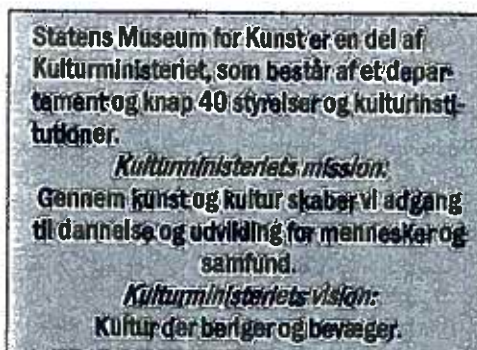 Statens Museum for Kunst er en del af
Kulturministeriet, som består af et depar-
tement og knap 40 styrelser og kulturinsti-
tutioner.
Kulturministeriets mission:
Gennem kunst og kultur skaber vi adgang
til dannelse og udvikling for mennesker og
samfund.
Kulturministeriets vision:
Kultur der beriger og bevæger.